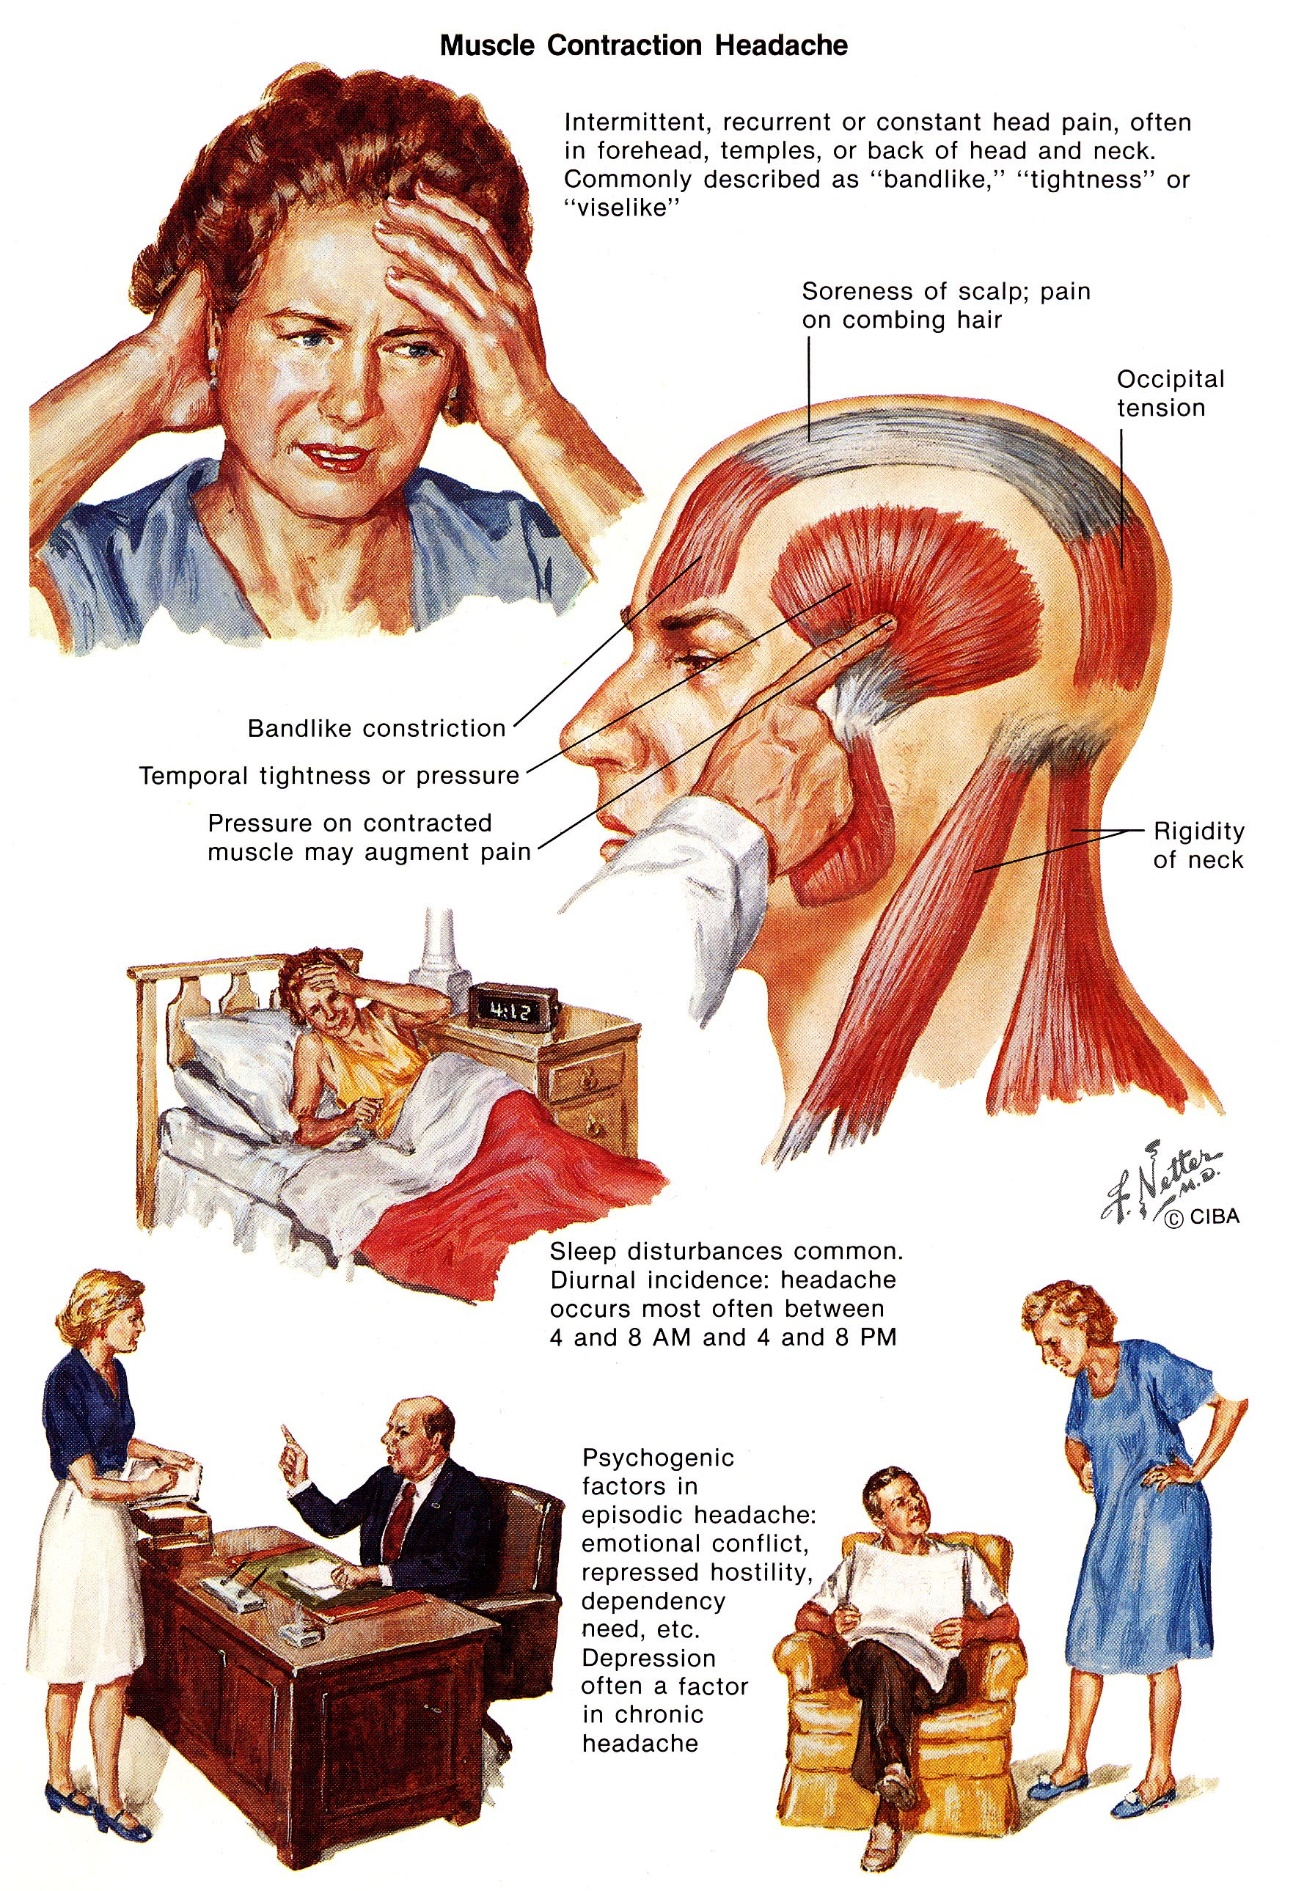 Muscle Contraction Headache
Intermittent, recurrent or constant head pain, often
in forehead, temples, or back of head and neck.
Commonly described as “bandlike,” “tightness” or
“viselike”
Soreness of scalp; pain
on combing hair
Occipital
tension
Bandlike constriction
Temporal tightness or pressure
Pressure on contracted
muscle may augment pain
Rigidity
of neck
4:12
F. Netter
M.D.
© CIBA
Sleep disturbances common.
Diurnal incidence: headache
occurs most often between
4 and 8 AM and 4 and 8 PM
Psychogenic
factors in
episodic headache:
emotional conflict,
repressed hostility,
dependency
need, etc.
Depression
often a factor
in chronic
headache